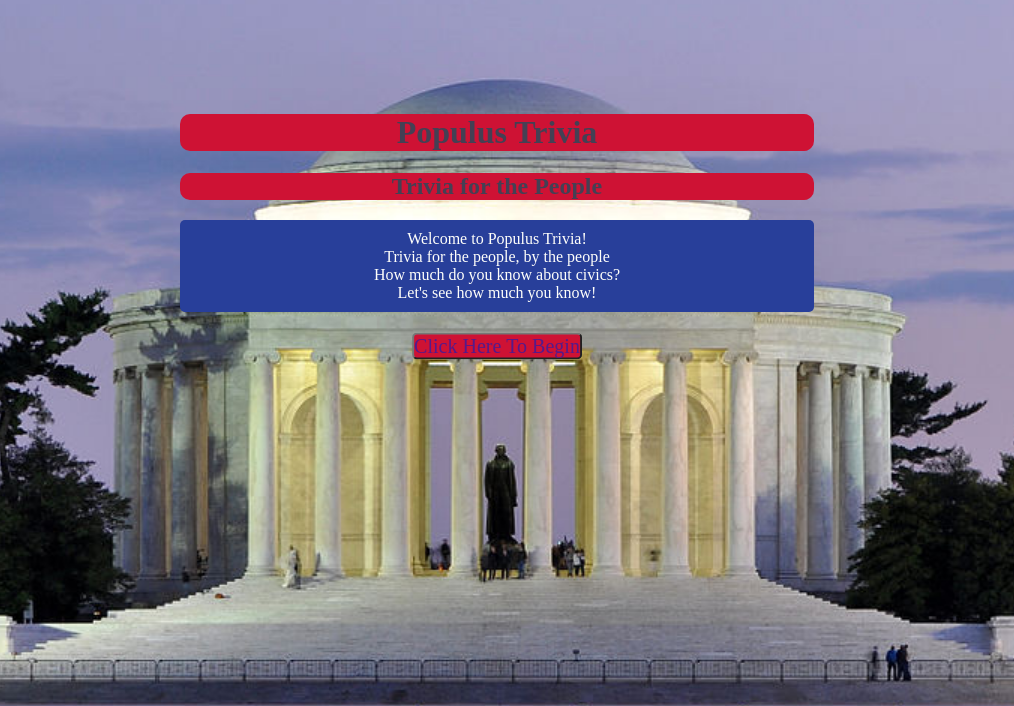 Populus Trivia
Trivia for the People
Welcome to Populus Trivia!
Trivia for the people, by the people
How much do you know about civics?
Let's see how much you know!
Click Here To Begin